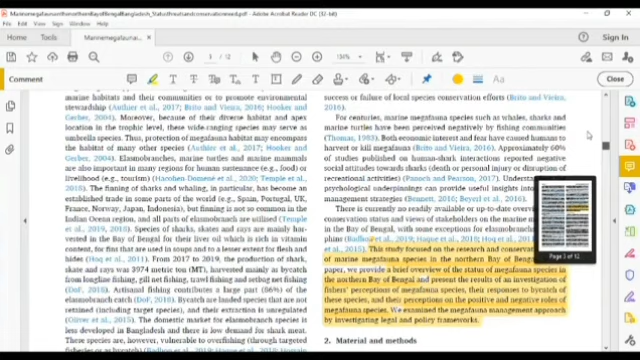 MarinemegafaunainthenorthernBayofBengalBangladesh_Statusthreatsandconservationneed.pdf - Adobe Acrobat Reader DC (32-bit)
File Edit View Sign Window Help
Home Tools Marinemegafaunai...
Sign In
3 / 12
134%
Comment
Aa
Close
marine habitats and their communities or to promote environmental
stewardship (Authier et al., 2017; Brito and Vieira, 2016; Hooker and
Gerber, 2004). Moreover, because of their diverse habitat and apex
location in the trophic level, these wide-ranging species may serve as
umbrella species. Thus, protection of megafauna habitat may encompass
the habitat of many other species (Authier et al., 2017; Hooker and
Gerber, 2004). Elasmobranchs, marine turtles and marine mammals
are also important in many regions for human sustenance (e.g., food) or
livelihood (e.g., tourism) (Hacohen-Domené et al., 2020; Temple et al.,
2018). The finning of sharks and whaling, in particular, has become an
established trade in some parts of the world (e.g., Spain, Portugal, UK,
France, Norway, Japan, Indonesia), but finning is not so common in the
Indian Ocean region, and all parts of elasmobranch are utilized (Temple
et al., 2019, 2018). Species of sharks, skates and rays are mainly har-
vested in the Bay of Bengal for their liver oil which is rich in vitamin
content, for fins that are used in soups and to a lesser extent for flesh and
hides (Hoq et al., 2011). From 2017 to 2019, the production of shark,
skate and rays was 3974 metric ton (MT), harvested mainly as bycatch
from longline fishing, gill net fishing, travel fishing and setbag net fishing
(DoF, 2018). Artisanal fishing contributes a large part (86%) of the
elasmobranch catch (DoF, 2018). Bycatch are landed species that are not
retained (including target species), and their extraction is unregulated
(Oliver et al., 2015). The domestic market for elasmobranch species is
less developed in Bangladesh and there is low demand for shark meat.
These species are, however, vulnerable to overfishing (through targeted
success or failure of local species conservation efforts (Brito and Vieira,
2016).
For centuries, marine megafauna species such as whales, sharks and
marine turtles have been perceived negatively by fishing communities
(Thomas, 1983). Both economic interest and fear have caused humans to
harvest or kill megafauna (Brito and Vieira, 2016). Approximately 60%
of studies published on human-shark interactions reported negative
social attitudes towards sharks (death or personal injury or disruption of
recreational activities) (Panoch and Pearson, 2017). Understa
psychological underpinnings can provide useful insights into
management strategies (Bennett, 2016; Beyerl et al., 2016).
There is currently no readily available or up-to-date overvi
conservation status and views of stakeholders on the marine m
in the Bay of Bengal, with some exceptions for elasmobranch
phins (Badhon et al., 2019; Haque et al., 2018; Hoq et al., 201
et al., 2015). This study focused on the research and conservation
of marine megafauna species in the northern Bay of Bengal.
paper, we provide a brief overview of the status of megafauna species in
the northern Bay of Bengal and present the results of an investigation of
fishers' perceptions of megafauna species, their responses to bycatch of
these species, and their perceptions on the positive and negative roles of
megafauna species. We examined the megafauna management approach
by investigating legal and policy frameworks.
2. Material and methods
Page 3 of 12